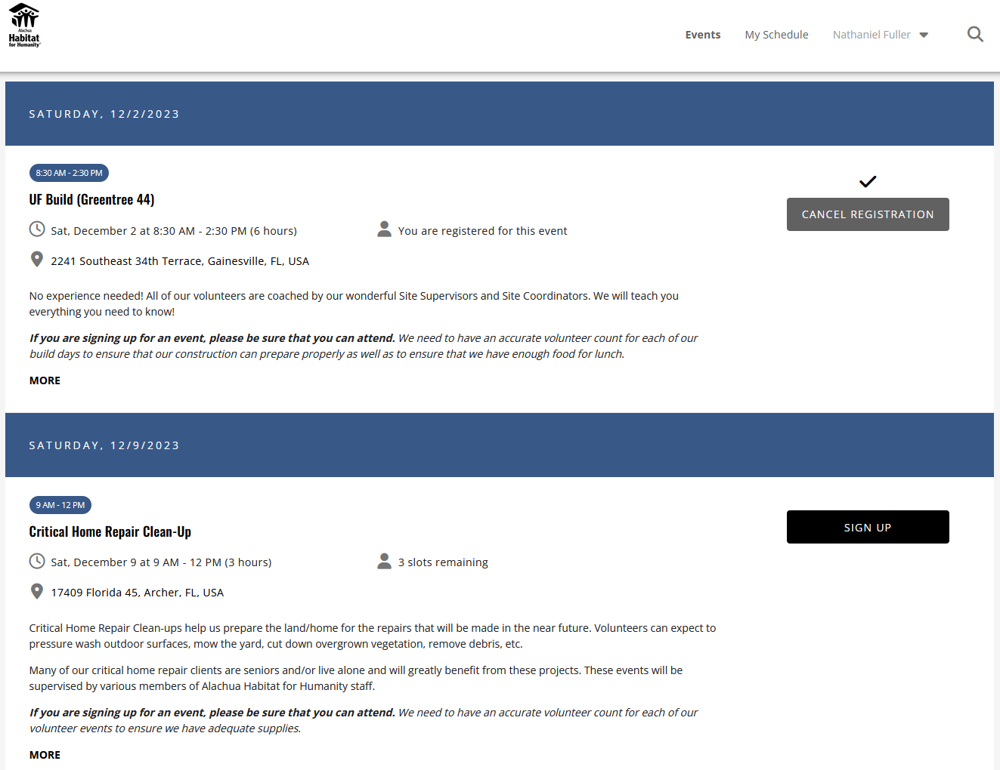 Alachua
Habitat
for Humanity®
Events
My Schedule
Nathaniel Fuller
SATURDAY, 12/2/2023
8:30 AM - 2:30 PM
UF Build (Greentree 44)
CANCEL REGISTRATION
Sat, December 2 at 8:30 AM - 2:30 PM (6 hours)
You are registered for this event
2241 Southeast 34th Terrace, Gainesville, FL, USA
No experience needed! All of our volunteers are coached by our wonderful Site Supervisors and Site Coordinators. We will teach you
everything you need to know!
If you are signing up for an event, please be sure that you can attend. We need to have an accurate volunteer count for each of our
build days to ensure that our construction can prepare properly as well as to ensure that we have enough food for lunch.
MORE
SATURDAY, 12/9/2023
9 AM - 12 PM
Critical Home Repair Clean-Up
SIGN UP
Sat, December 9 at 9 AM - 12 PM (3 hours)
3 slots remaining
17409 Florida 45, Archer, FL, USA
Critical Home Repair Clean-ups help us prepare the land/home for the repairs that will be made in the near future. Volunteers can expect to
pressure wash outdoor surfaces, mow the yard, cut down overgrown vegetation, remove debris, etc.
Many of our critical home repair clients are seniors and/or live alone and will greatly benefit from these projects. These events will be
supervised by various members of Alachua Habitat for Humanity staff.
If you are signing up for an event, please be sure that you can attend. We need to have an accurate volunteer count for each of our
volunteer events to ensure we have adequate supplies.
MORE